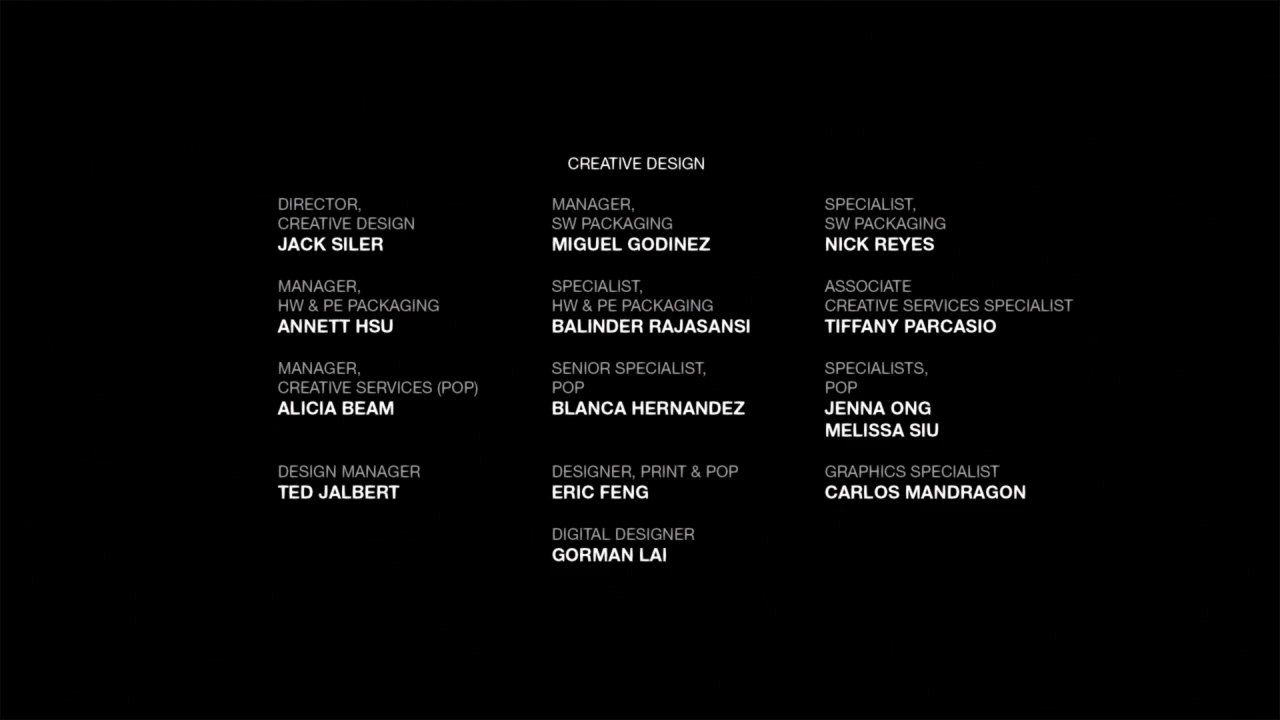 CREATIVE DESIGN
DIRECTOR,
CREATIVE DESIGN
JACK SILER
MANAGER,
SW PACKAGING
MIGUEL GODINEZ
SPECIALIST,
SW PACKAGING
NICK REYES
MANAGER,
HW & PE PACKAGING
ANNETT HSU
SPECIALIST,
HW & PE PACKAGING
BALINDER RAJASANSI
ASSOCIATE
CREATIVE SERVICES SPECIALIST
TIFFANY PARCASIO
MANAGER,
CREATIVE SERVICES (POP)
ALICIA BEAM
SENIOR SPECIALIST,
POP
BLANCA HERNANDEZ
SPECIALISTS,
POP
JENNA ONG
MELISSA SIU
DESIGN MANAGER
TED JALBERT
DESIGNER, PRINT & POP
ERIC FENG
GRAPHICS SPECIALIST
CARLOS MANDRAGON
DIGITAL DESIGNER
GORMAN LAI